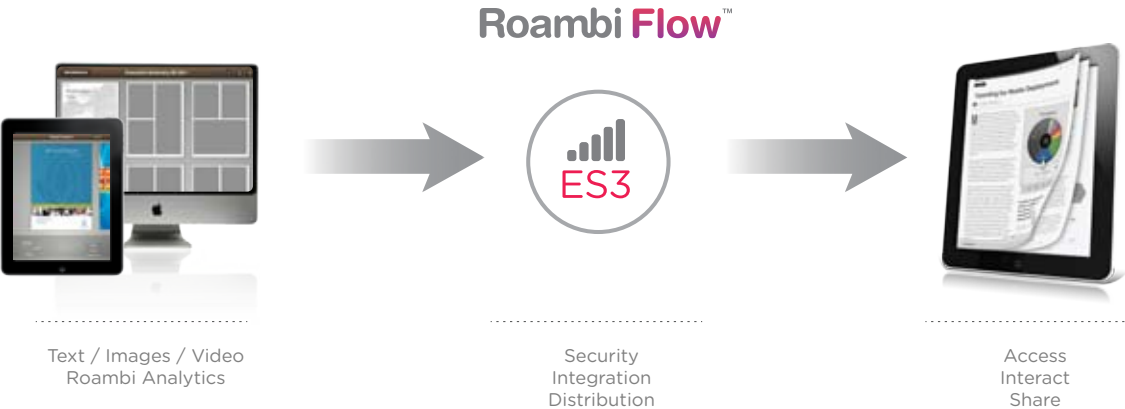 Roambi Flow™
ES3
Text / Images / Video
Roambi Analytics
Security
Integration
Distribution
Access
Interact
Share